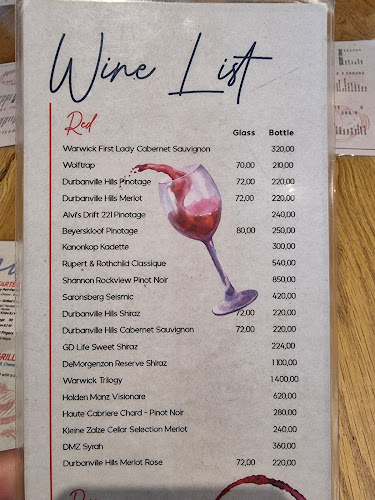 Wine List
Red
Glass Bottle
Warwick First Lady Cabernet Sauvignon 320,00
Wolftrap 70,00 210,00
Durbanville Hills Pinotage 72,00 220,00
Durbanville Hills Merlot 72,00 220,00
Alvi's Drift 221 Pinotage 240,00
Beyerskloof Pinotage 80,00 250,00
Kanonkop Kadette 300,00
Rupert & Rothchild Classique 540,00
Shannon Rockview Pinot Noir 850,00
Saronsberg Seismic 420,00
Durbanville Hills Shiraz 72,00 220,00
Durbanville Hills Cabernet Sauvignon 72,00 220,00
GD Life Sweet Shiraz 224,00
DeMorgenzon Reserve Shiraz 1 100,00
Warwick Trilogy 1 400,00
Holden Manz Visionare 620,00
Haute Cabriere Chard - Pinot Noir 280,00
Kleine Zalze Cellar Selection Merlot 240,00
DMZ Syrah 360,00
Durbanville Hills Merlot Rose 72,00 220,00